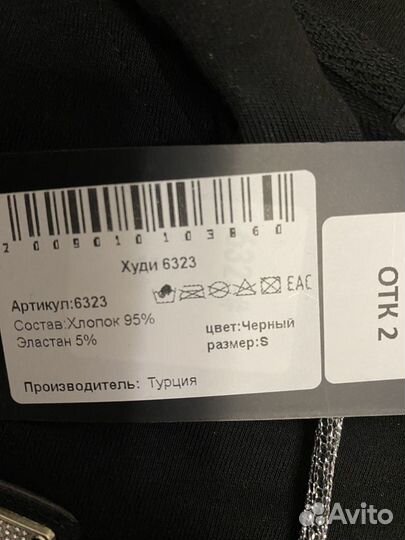 2009010103860
Худи 6323
Артикул:6323
EAC
Состав:Хлопок 95%
Эластан 5%
цвет:Черный
размер:S
Производитель: Турция
ОТК 2
Avito